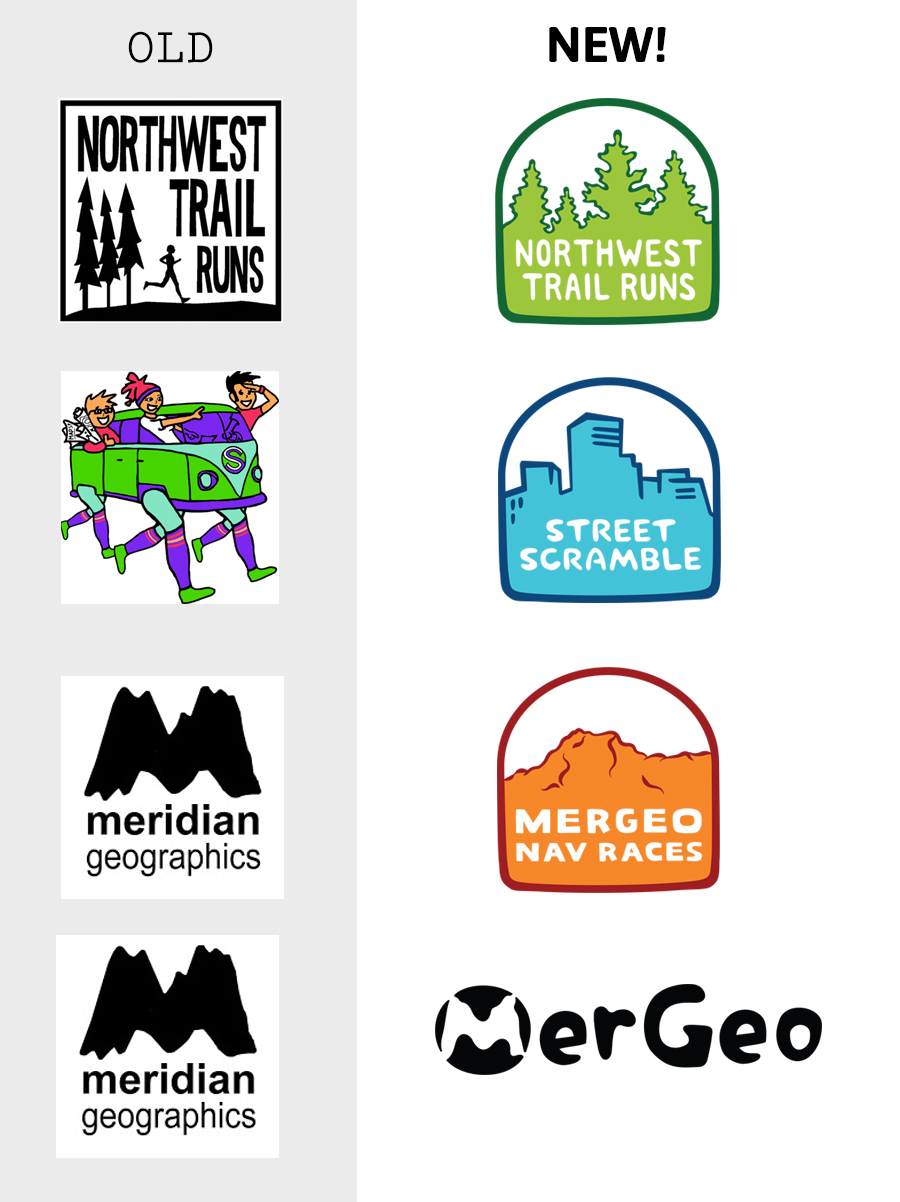 OLD
NEW!
NORTHWEST
TRAIL
RUNS
NORTHWEST
TRAIL RUNS
S
STREET
SCRAMBLE
meridian
geographics
MERGEO
NAV RACES
meridian
geographics
MerGeo